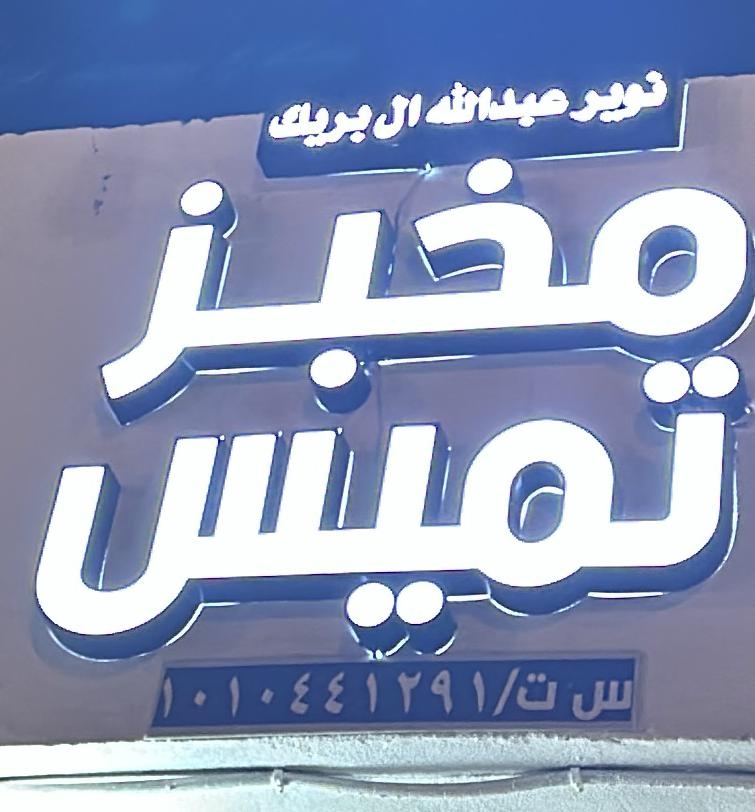 نوير عبدالله ال بريك
مخبز
تميس
س ت/١٠١٠٤٤١٢٩١